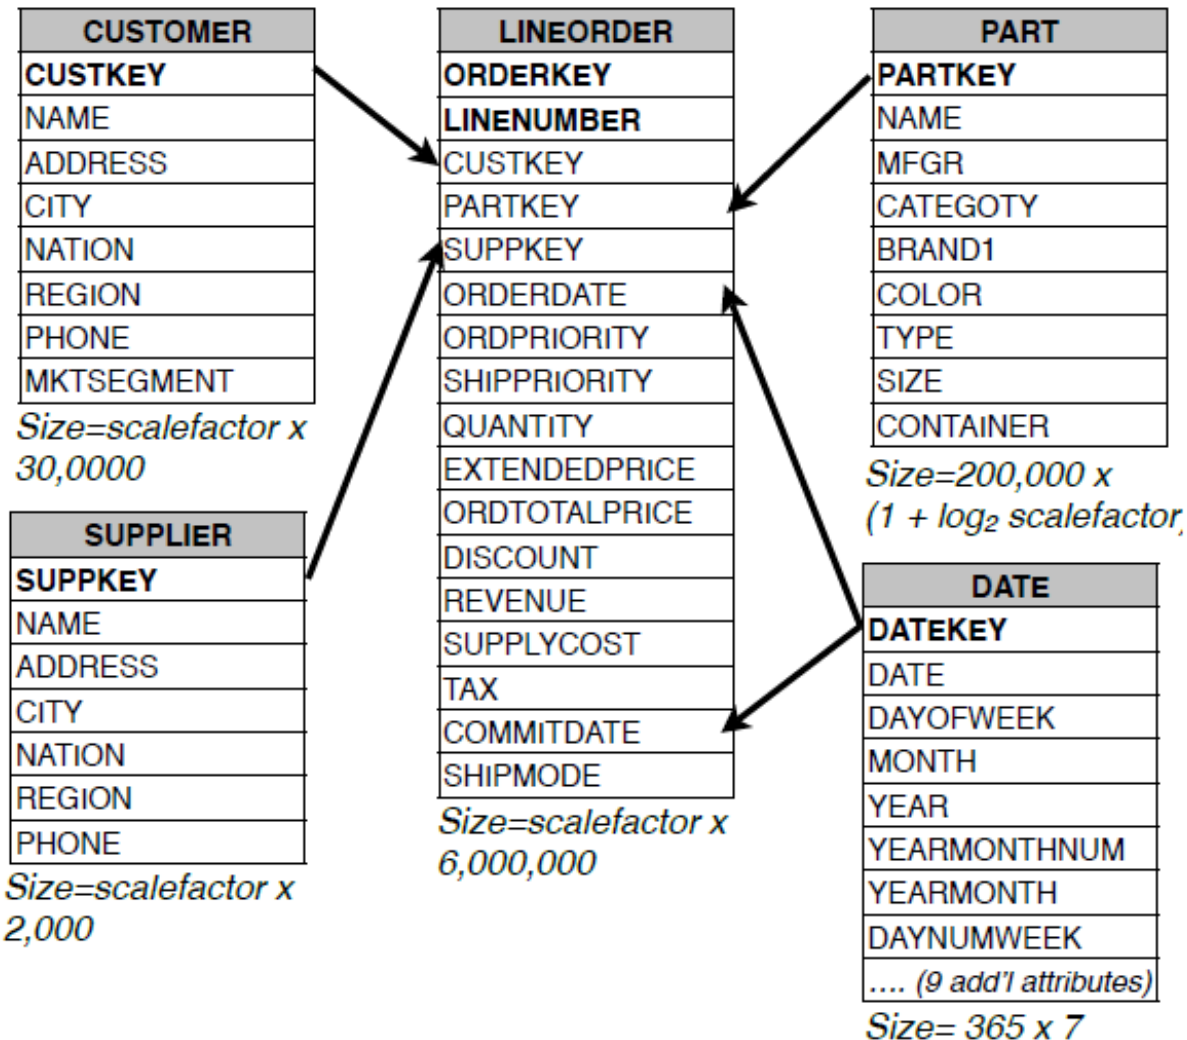 CUSTOMER
CUSTKEY
NAME
ADDRESS
CITY
NATION
REGION
PHONE
MKTSEGMENT
Size=scalefactor x
30,0000
SUPPLIER
SUPPKEY
NAME
ADDRESS
CITY
NATION
REGION
PHONE
Size=scalefactor x
2,000
LINEORDER
ORDERKEY
LINENUMBER
CUSTKEY
PARTKEY
SUPPKEY
ORDERDATE
ORDPRIORITY
SHIPPRIORITY
QUANTITY
EXTENDEDPRICE
ORDTOTALPRICE
DISCOUNT
REVENUE
SUPPLYCOST
TAX
COMMITDATE
SHIPMODE
Size=scalefactor x
6,000,000
PART
PARTKEY
NAME
MFGR
CATEGOTY
BRAND1
COLOR
TYPE
SIZE
CONTAINER
Size=200,000 x
(1 + log₂ scalefactor)
DATE
DATEKEY
DATE
DAYOFWEEK
MONTH
YEAR
YEARMONTHNUM
YEARMONTH
DAYNUMWEEK
.... (9 add'l attributes)
Size= 365 x 7